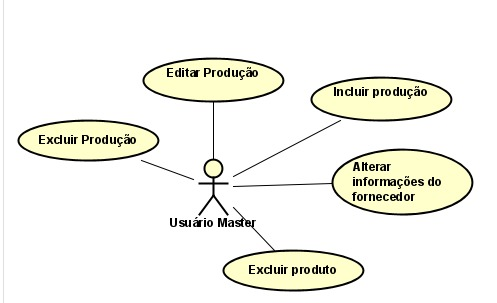 Editar Produção
Incluir produção
Excluir Produção
Alterar
informações do
fornecedor
Usuário Master
Excluir produto